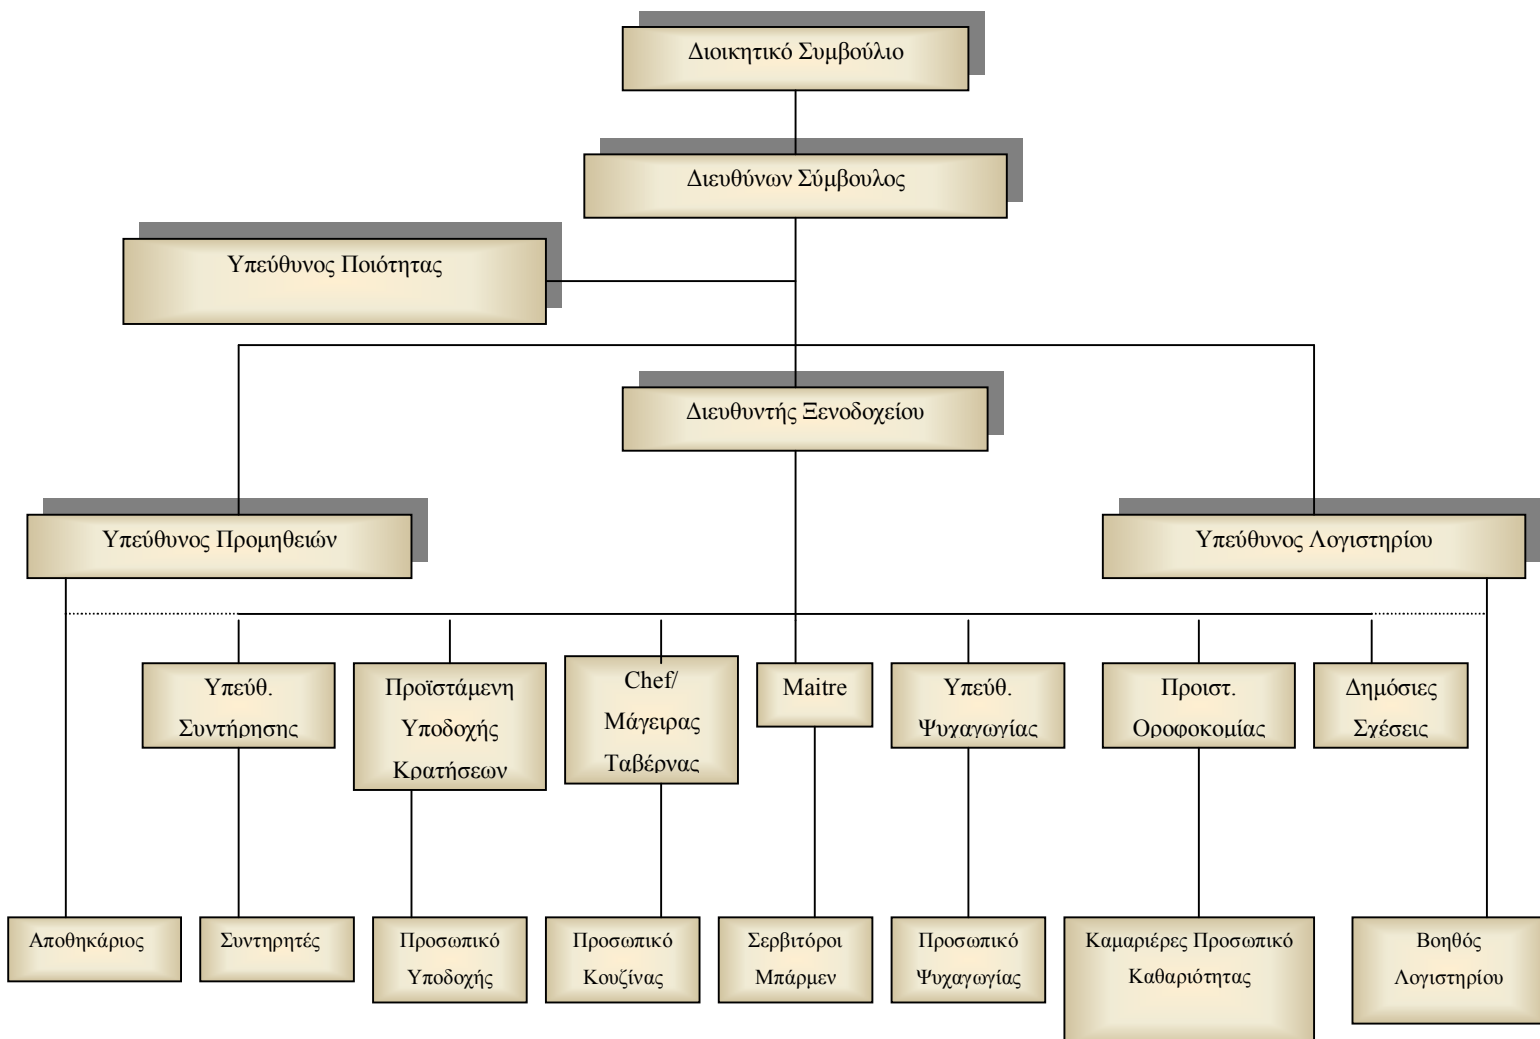 Διοικητικό Συμβούλιο
Διευθύνων Σύμβουλος
Υπεύθυνος Ποιότητας
Διευθυντής Ξενοδοχείου
Υπεύθυνος Προμηθειών
Υπεύθυνος Λογιστηρίου
Υπεύθ.
Συντήρησης
Προϊστάμενη
Υποδοχής
Κρατήσεων
Chef/
Μάγειρας
Ταβέρνας
Maitre
Υπεύθ.
Ψυχαγωγίας
Προιστ.
Οροφοκομίας
Δημόσιες
Σχέσεις
Αποθηκάριος
Συντηρητές
Προσωπικό
Υποδοχής
Προσωπικό
Κουζίνας
Σερβιτόροι
Μπάρμεν
Προσωπικό
Ψυχαγωγίας
Καμαριέρες Προσωπικό
Καθαριότητας
Βοηθός
Λογιστηρίου